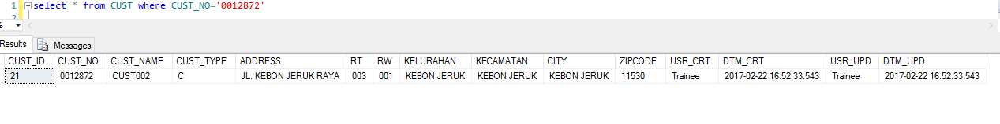 1 select * from CUST where CUST_NO='0012872'
2
%
Results Messages
CUST_ID CUST_NO CUST_NAME CUST_TYPE ADDRESS RT RW KELURAHAN KECAMATAN CITY ZIPCODE USR_CRT DTM_CRT USR_UPD DTM_UPD
21 0012872 CUST002 C JL. KEBON JERUK RAYA 003 001 KEBON JERUK KEBON JERUK KEBON JERUK 11530 Trainee 2017-02-22 16:52:33.543 Trainee 2017-02-22 16:52:33.543